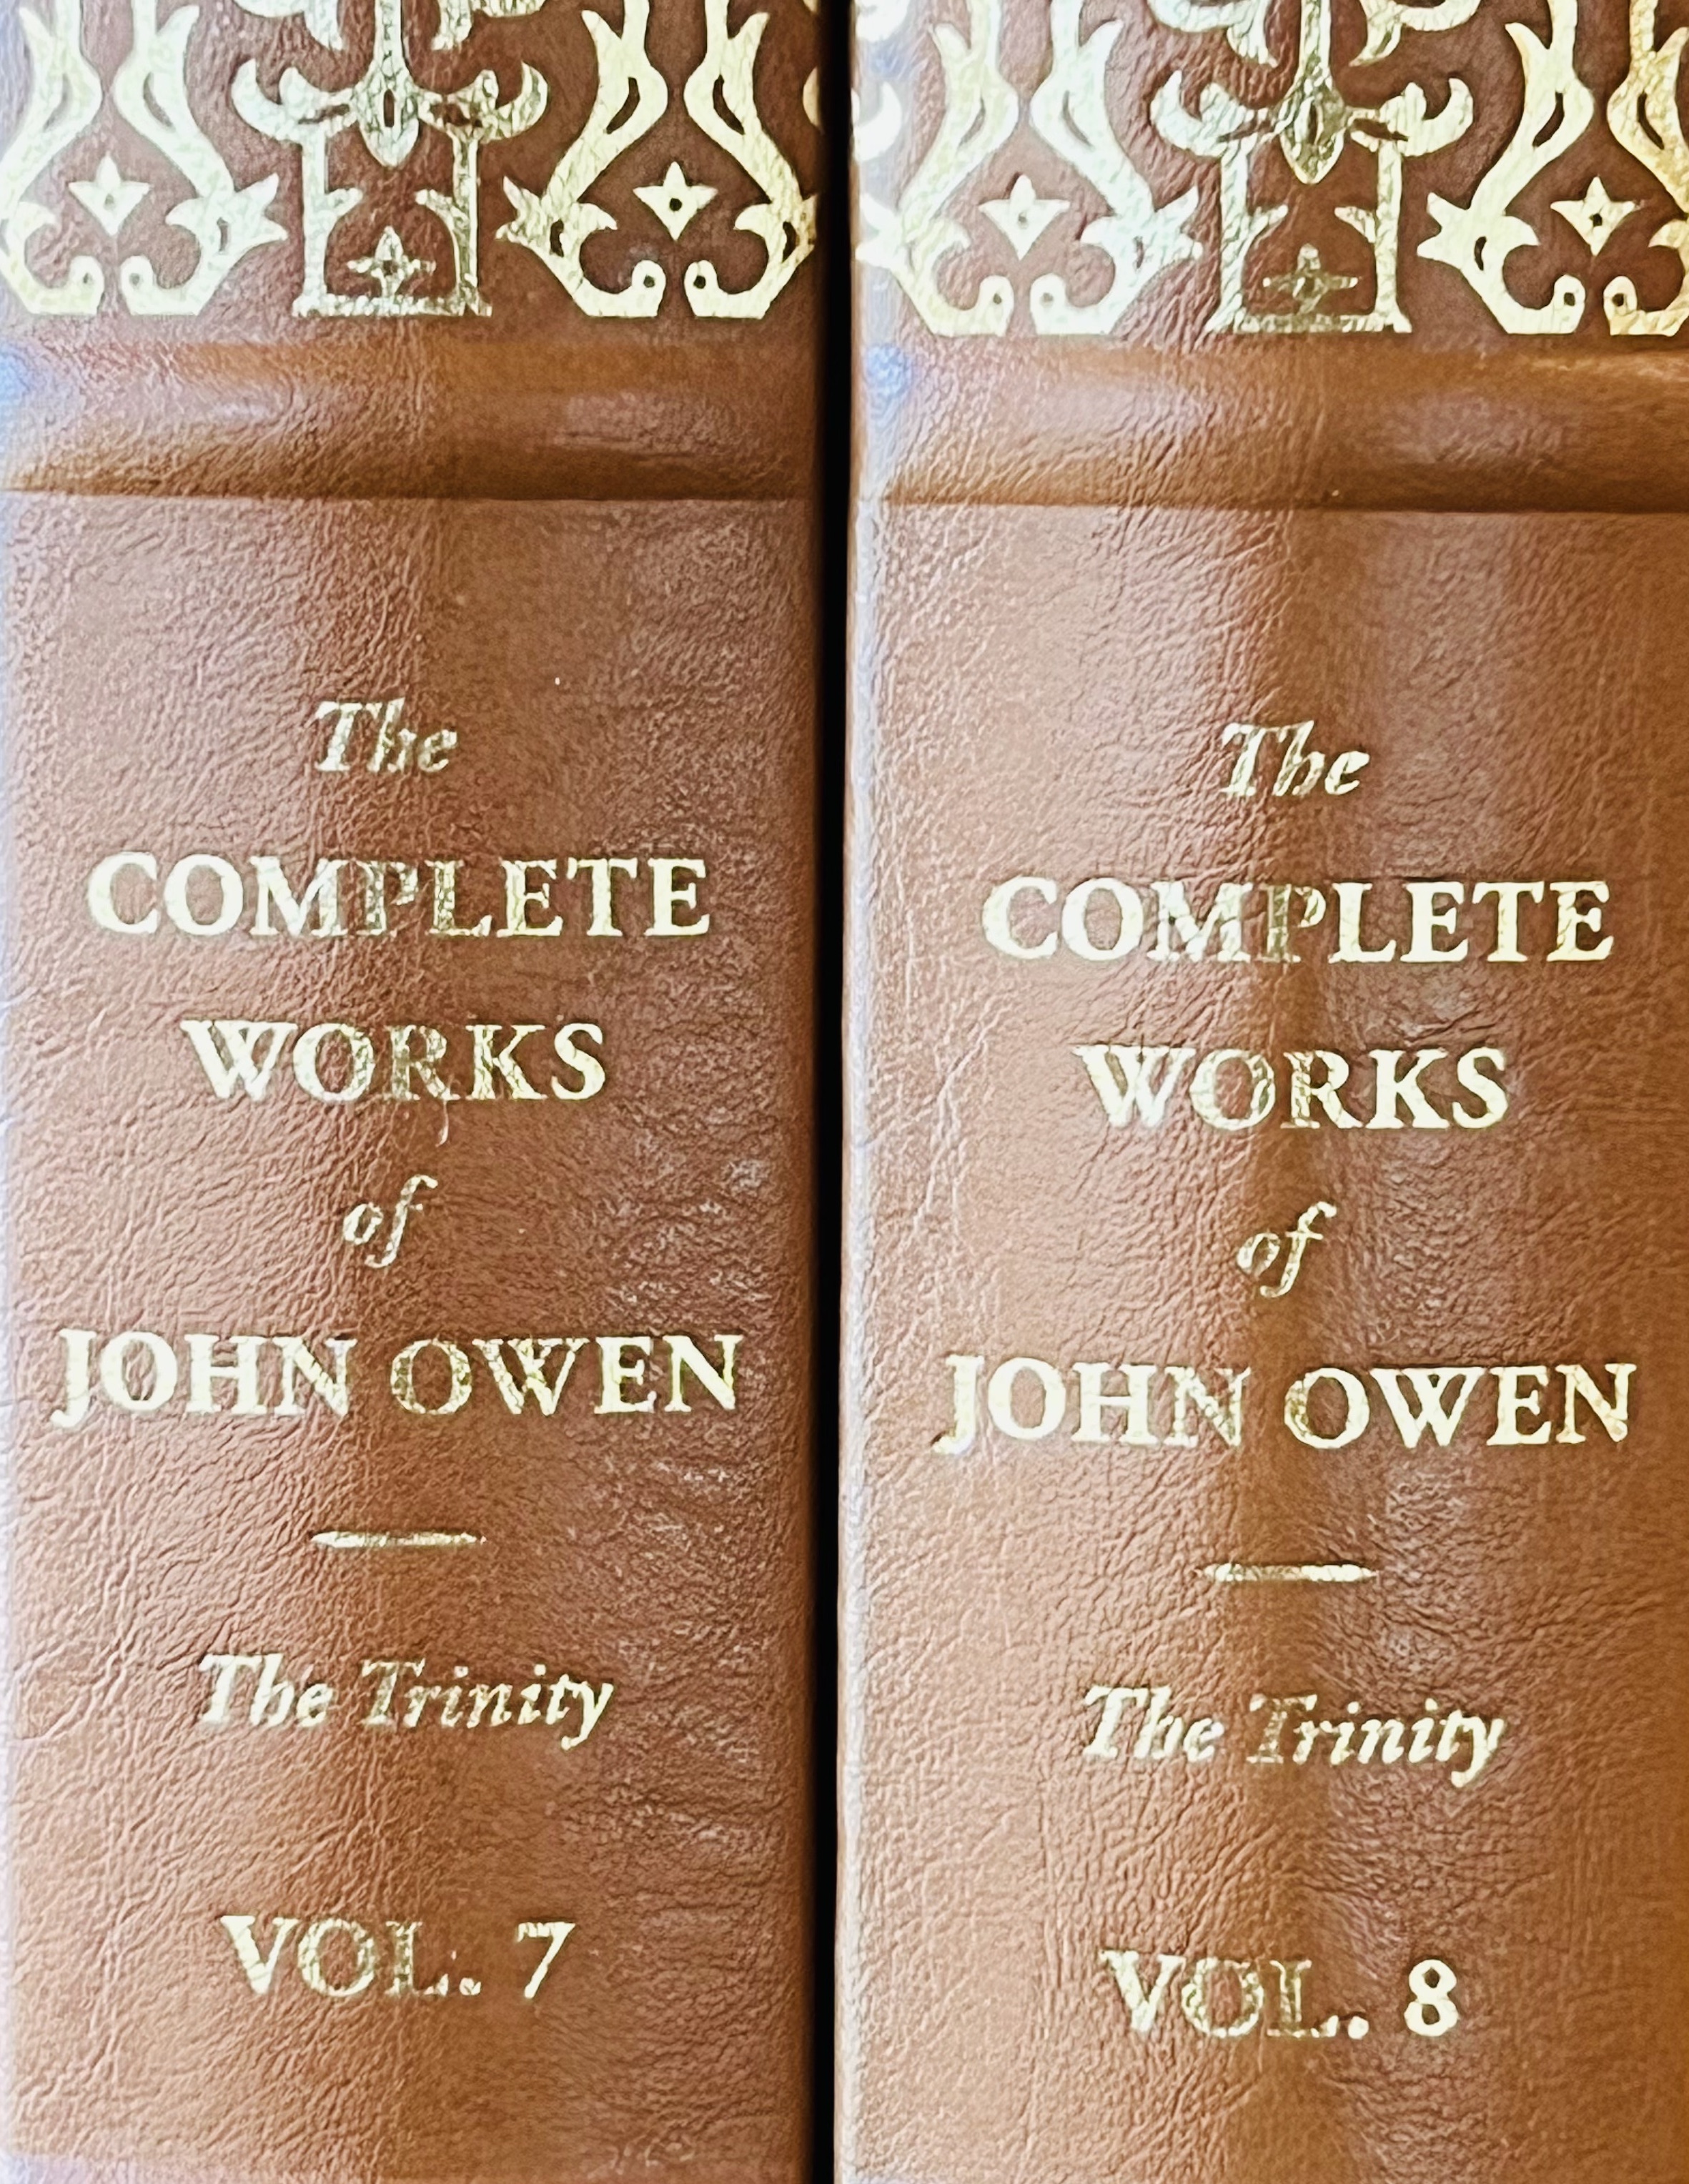 The
COMPLETE
WORKS
of
JOHN OWEN
The Trinity
VOL. 7
The
COMPLETE
WORKS
of
JOHN OWEN
The Trinity
VOL. 8